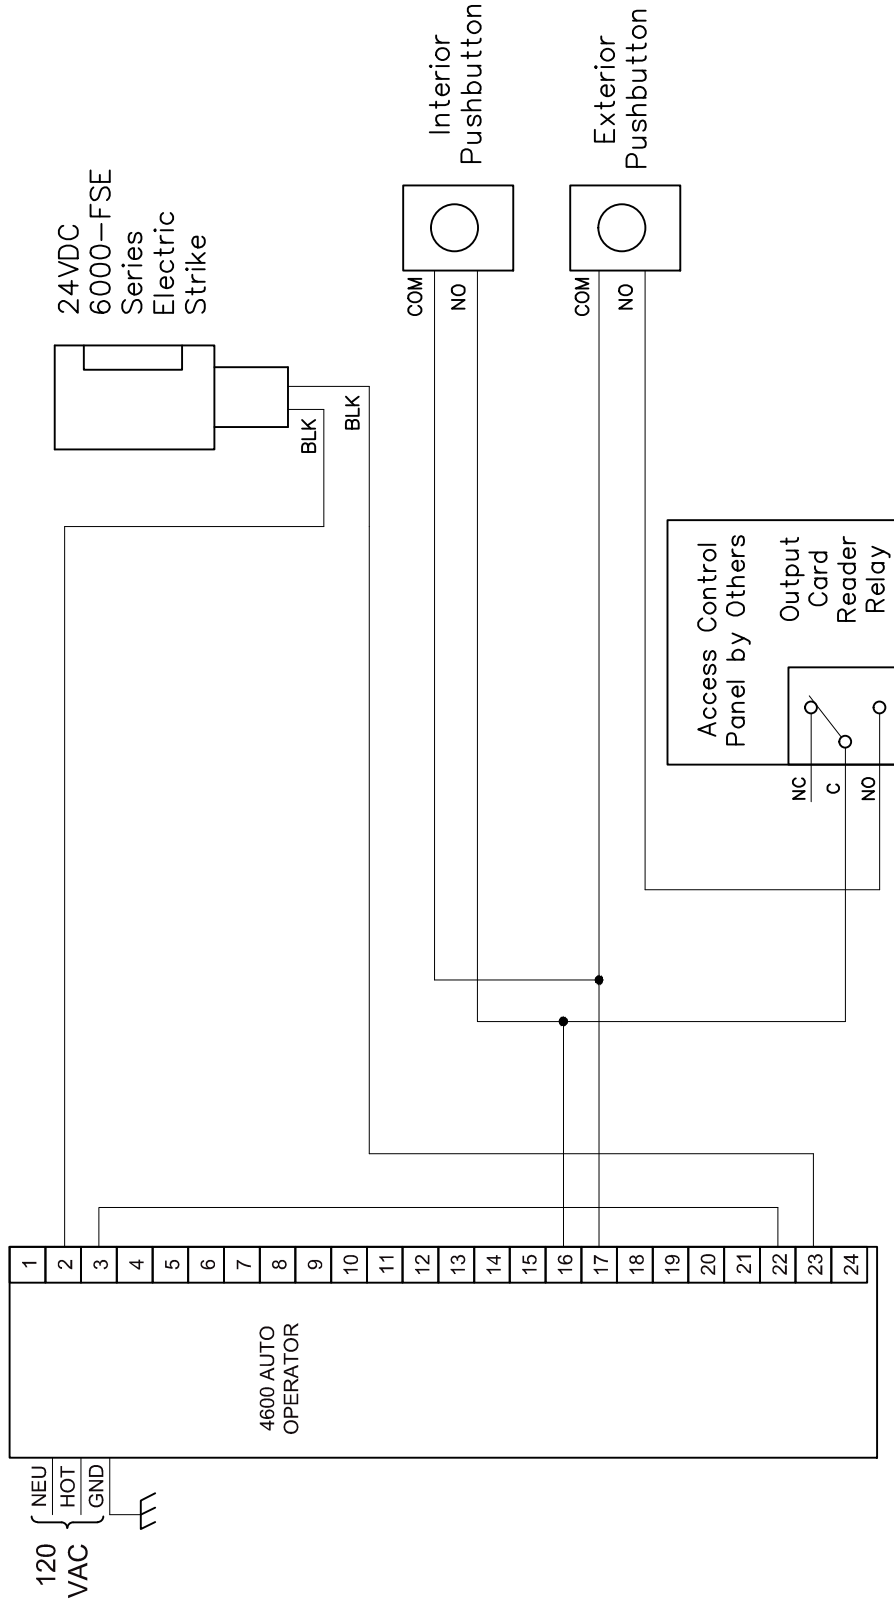 24VDC
6000-FSE
Series
Electric
Strike
BLK
BLK
Interior
Pushbutton
COM
NO
Exterior
Pushbutton
COM
NO
Access Control
Panel by Others
Output
Card
Reader
Relay
NC
C
NO
1
2
3
4
5
6
7
8
9
10
11
12
13
14
15
16
17
18
19
20
21
22
23
24
4600 AUTO
OPERATOR
NEU
HOT
GND
120
VAC